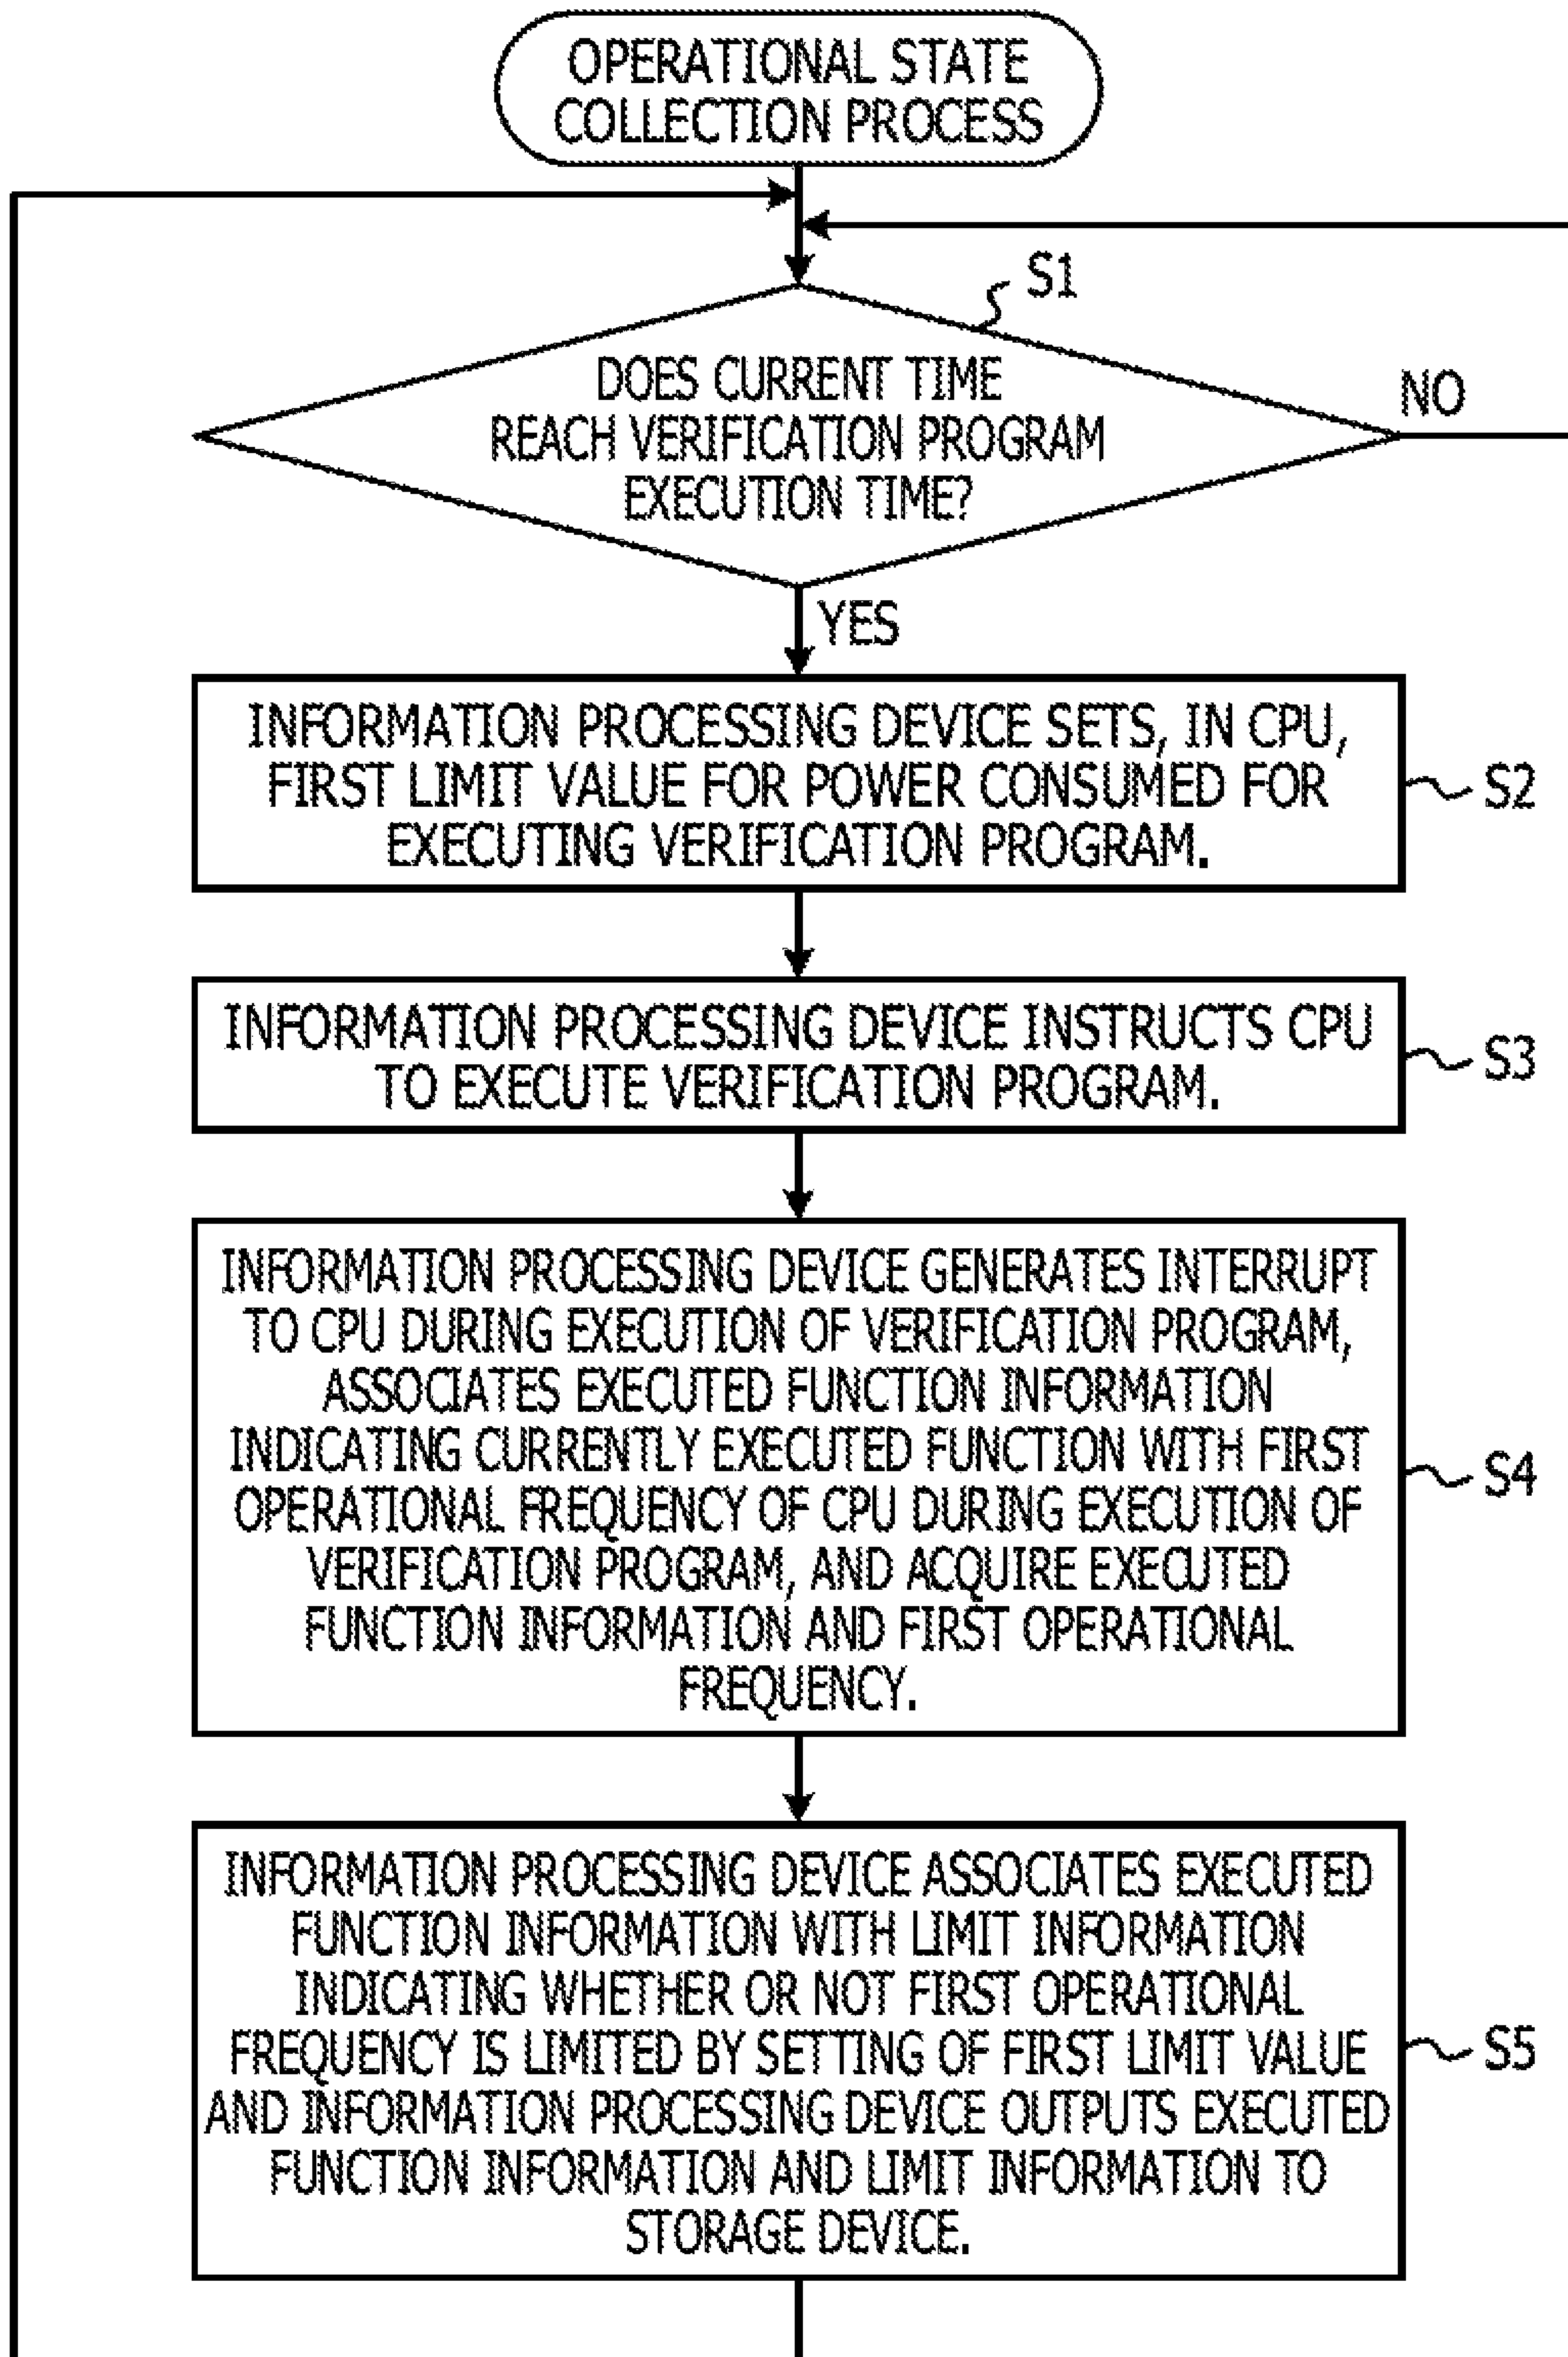 OPERATIONAL STATE
COLLECTION PROCESS
S1
DOES CURRENT TIME
REACH VERIFICATION PROGRAM
EXECUTION TIME?
NO
YES
INFORMATION PROCESSING DEVICE SETS, IN CPU,
FIRST LIMIT VALUE FOR POWER CONSUMED FOR
EXECUTING VERIFICATION PROGRAM.
S2
INFORMATION PROCESSING DEVICE INSTRUCTS CPU
TO EXECUTE VERIFICATION PROGRAM.
S3
INFORMATION PROCESSING DEVICE GENERATES INTERRUPT
TO CPU DURING EXECUTION OF VERIFICATION PROGRAM,
ASSOCIATES EXECUTED FUNCTION INFORMATION
INDICATING CURRENTLY EXECUTED FUNCTION WITH FIRST
OPERATIONAL FREQUENCY OF CPU DURING EXECUTION OF
VERIFICATION PROGRAM, AND ACQUIRE EXECUTED
FUNCTION INFORMATION AND FIRST OPERATIONAL
FREQUENCY.
S4
INFORMATION PROCESSING DEVICE ASSOCIATES EXECUTED
FUNCTION INFORMATION WITH LIMIT INFORMATION
INDICATING WHETHER OR NOT FIRST OPERATIONAL
FREQUENCY IS LIMITED BY SETTING OF FIRST LIMIT VALUE
AND INFORMATION PROCESSING DEVICE OUTPUTS EXECUTED
FUNCTION INFORMATION AND LIMIT INFORMATION TO
STORAGE DEVICE.
S5